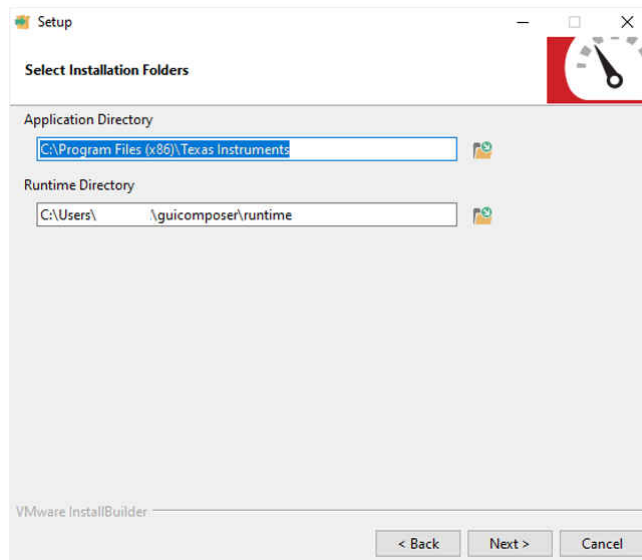 Setup
Select Installation Folders
Application Directory
C:\Program Files (x86)\Texas Instruments
Runtime Directory
C:\Users\ \guicomposer\runtime
VMware InstallBuilder
< Back Next > Cancel